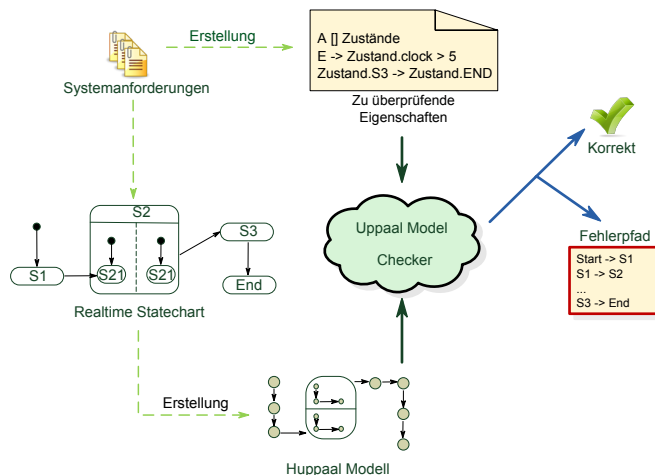 Erstellung
A [] Zustände
E -> Zustand.clock > 5
Zustand.S3 -> Zustand.END
Systemanforderungen
Zu überprüfende
Eigenschaften
Korrekt
S2
S1
S21
S21
S3
End
Realtime Statechart
Uppaal Model
Checker
Fehlerpfad
Start -> S1
S1 -> S2
...
S3 -> End
Erstellung
Huppaal Modell